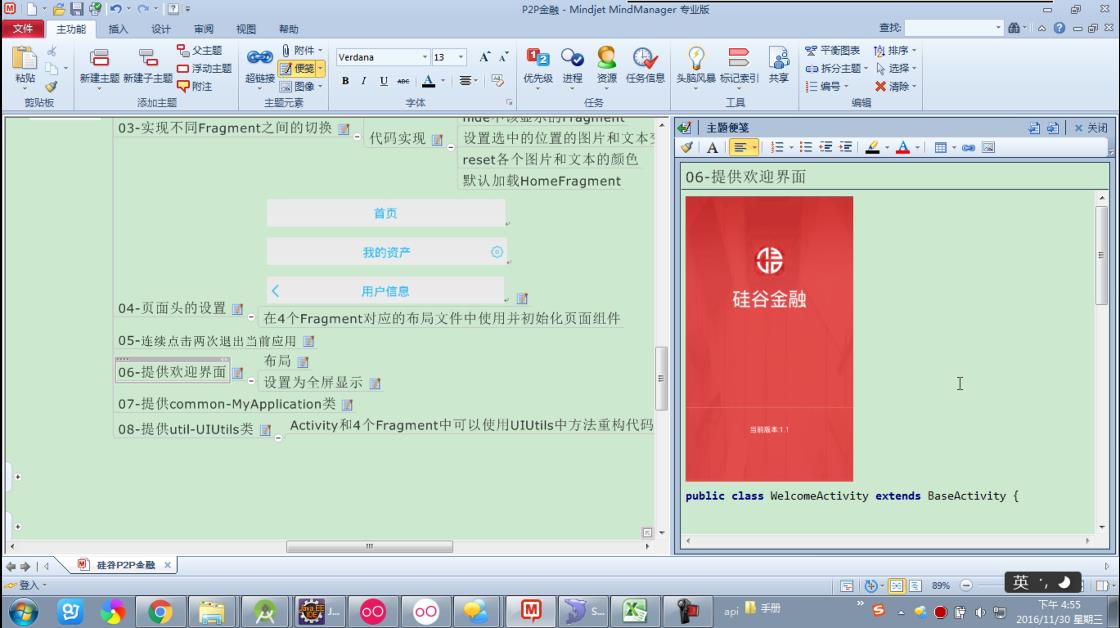 P2P金融 - Mindjet MindManager 专业版
文件 主功能 插入 设计 审阅 视图 帮助 查找:
粘贴 新建主题 新建子主题 父主题 浮动主题 附注 超链接 附件 便笺 图像
Verdana 13
B I U ABC A
优先级 进程 资源 任务信息 头脑风暴 标记索引 共享 平衡图表 拆分主题 编号 排序 选择 清除
剪贴板 添加主题 主题元素 字体 任务 工具 编辑
03-实现不同Fragment之间的切换
代码实现
设置选中的位置的图片和文本
reset各个图片和文本的颜色
默认加载HomeFragment
首页
我的资产
用户信息
04-页面头的设置
在4个Fragment对应的布局文件中使用并初始化页面组件
05-连续点击两次退出当前应用
06-提供欢迎界面
布局
设置为全屏显示
07-提供common-MyApplication类
08-提供util-UIUtils类
Activity和4个Fragment中可以使用UIUtils中方法重构代码
主题便笺 关闭
06-提供欢迎界面
硅谷金融
当前版本:1.1
public class WelcomeActivity extends BaseActivity {
硅谷P2P金融
登入
89%
英
J...
S...
api 手册
下午 4:55
2016/11/30 星期三